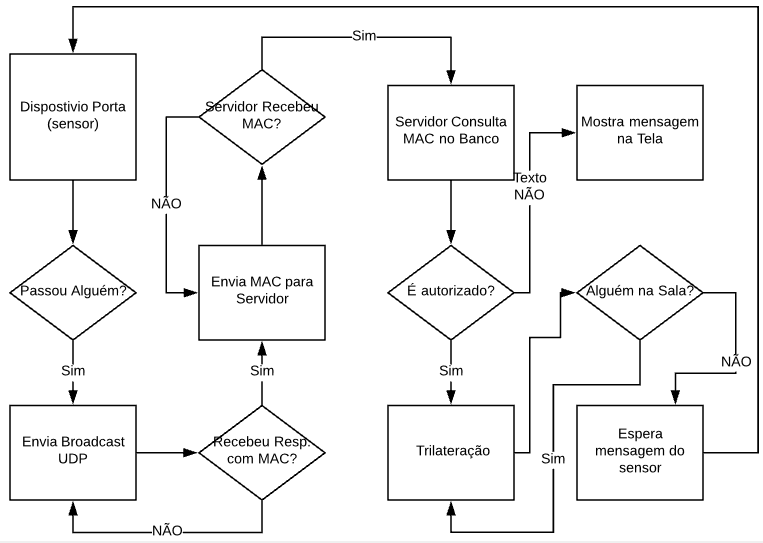 Sim
Dispostivio Porta
(sensor)
Servidor Recebeu
MAC?
Servidor Consulta
MAC no Banco
Mostra mensagem
na Tela
Texto
NÃO
NÃO
Passou Alguém?
Envia MAC para
Servidor
É autorizado?
Alguém na Sala?
Sim
Sim
Sim
NÃO
Envia Broadcast
UDP
Recebeu Resp.
com MAC?
Trilateração
Sim
Espera
mensagem do
sensor
NÃO